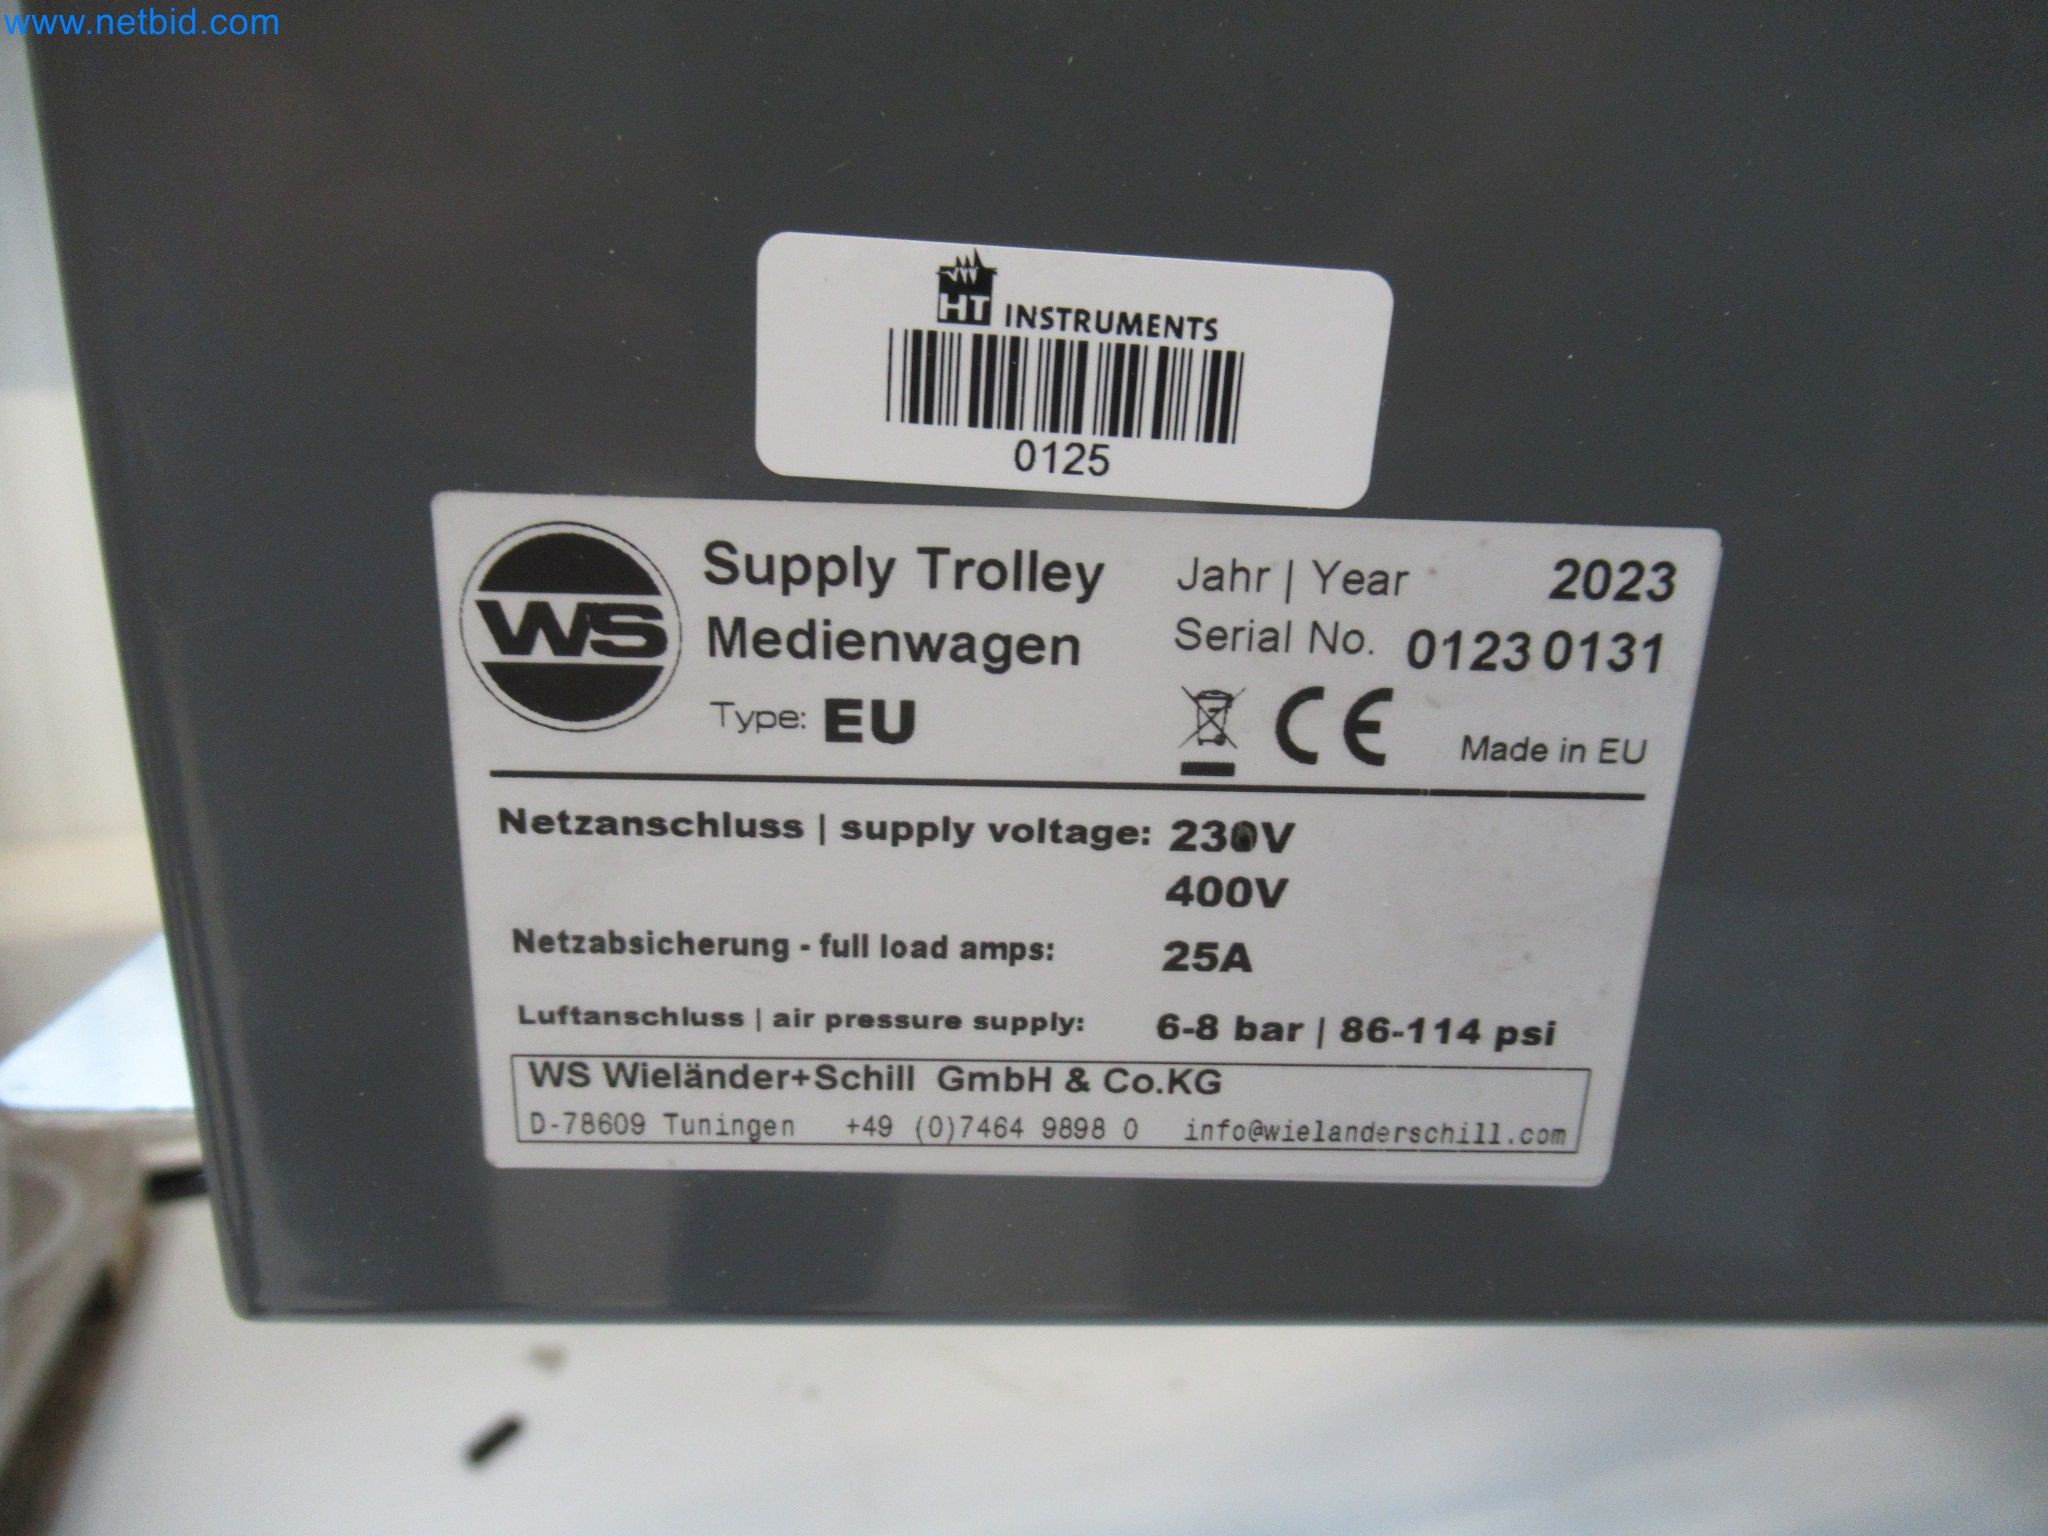 www.netbid.com
HT INSTRUMENTS
0125
WS
Supply Trolley
Medienwagen
Type: EU
Jahr | Year 2023
Serial No. 0123 0131
CE Made in EU
Netzanschluss | supply voltage: 230V
400V
Netzabsicherung - full load amps: 25A
Luftanschluss | air pressure supply: 6-8 bar | 86-114 psi
WS Wieländer+Schill GmbH & Co.KG
D-78609 Tuningen +49 (0)7464 9898 0 info@wielanderschill.com